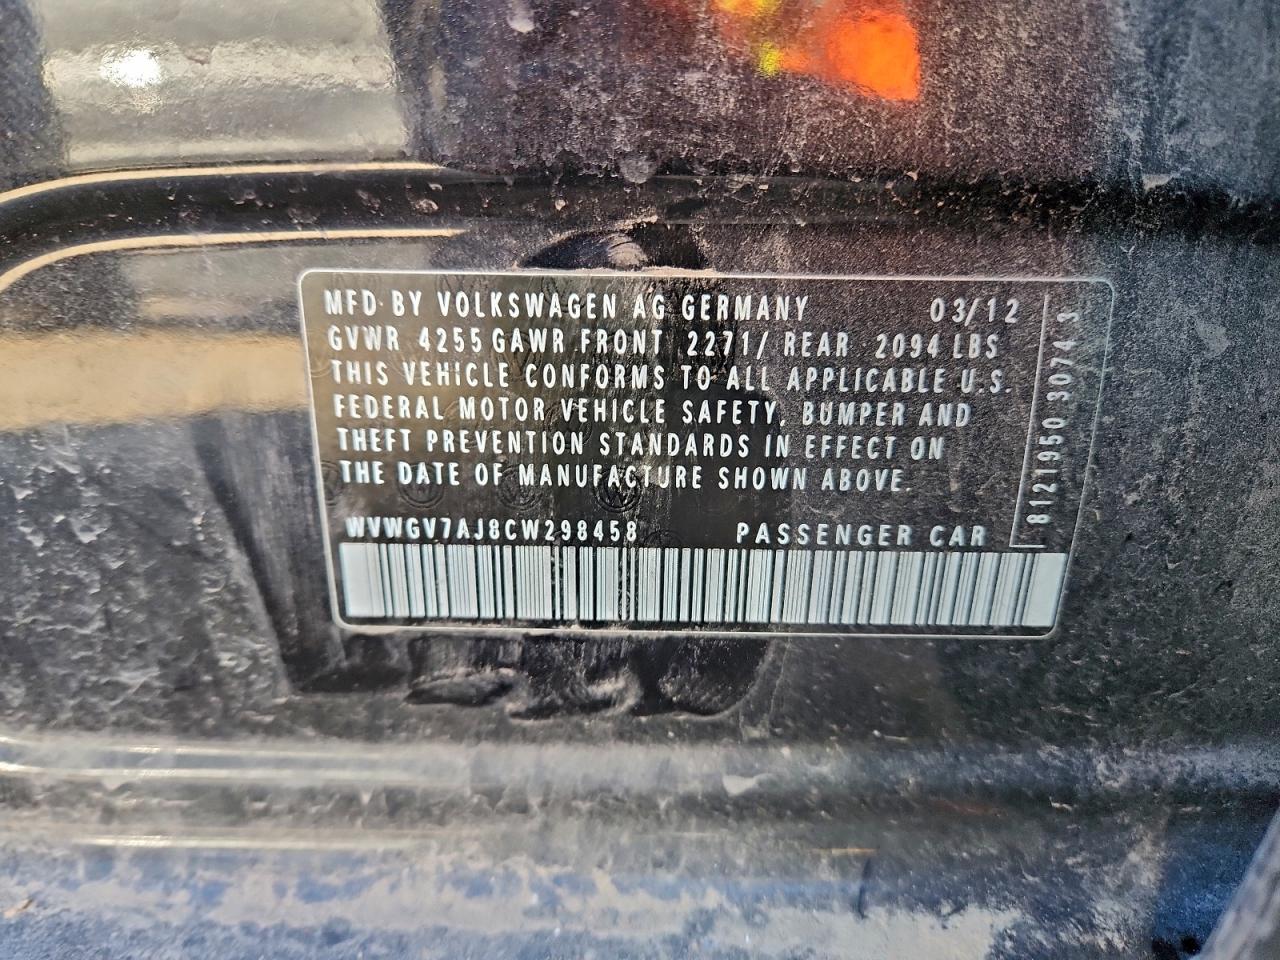 MFD BY VOLKSWAGEN AG GERMANY 03/12
GVWR 4255 GAWR FRONT 2271/ REAR 2094 LBS
THIS VEHICLE CONFORMS TO ALL APPLICABLE U.S.
FEDERAL MOTOR VEHICLE SAFETY, BUMPER AND
THEFT PREVENTION STANDARDS IN EFFECT ON
THE DATE OF MANUFACTURE SHOWN ABOVE.
WVWGV7AJ8CW298458 PASSENGER CAR
8121950 3074 3